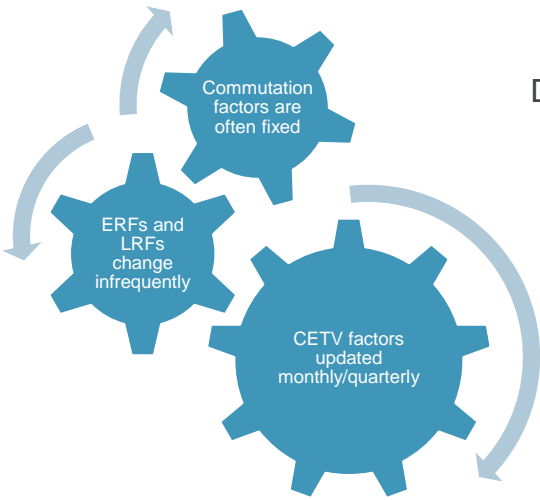 Commutation
factors are
often fixed
D
ERFs and
LRFs
change
infrequently
CETV factors
updated
monthly/quarterly